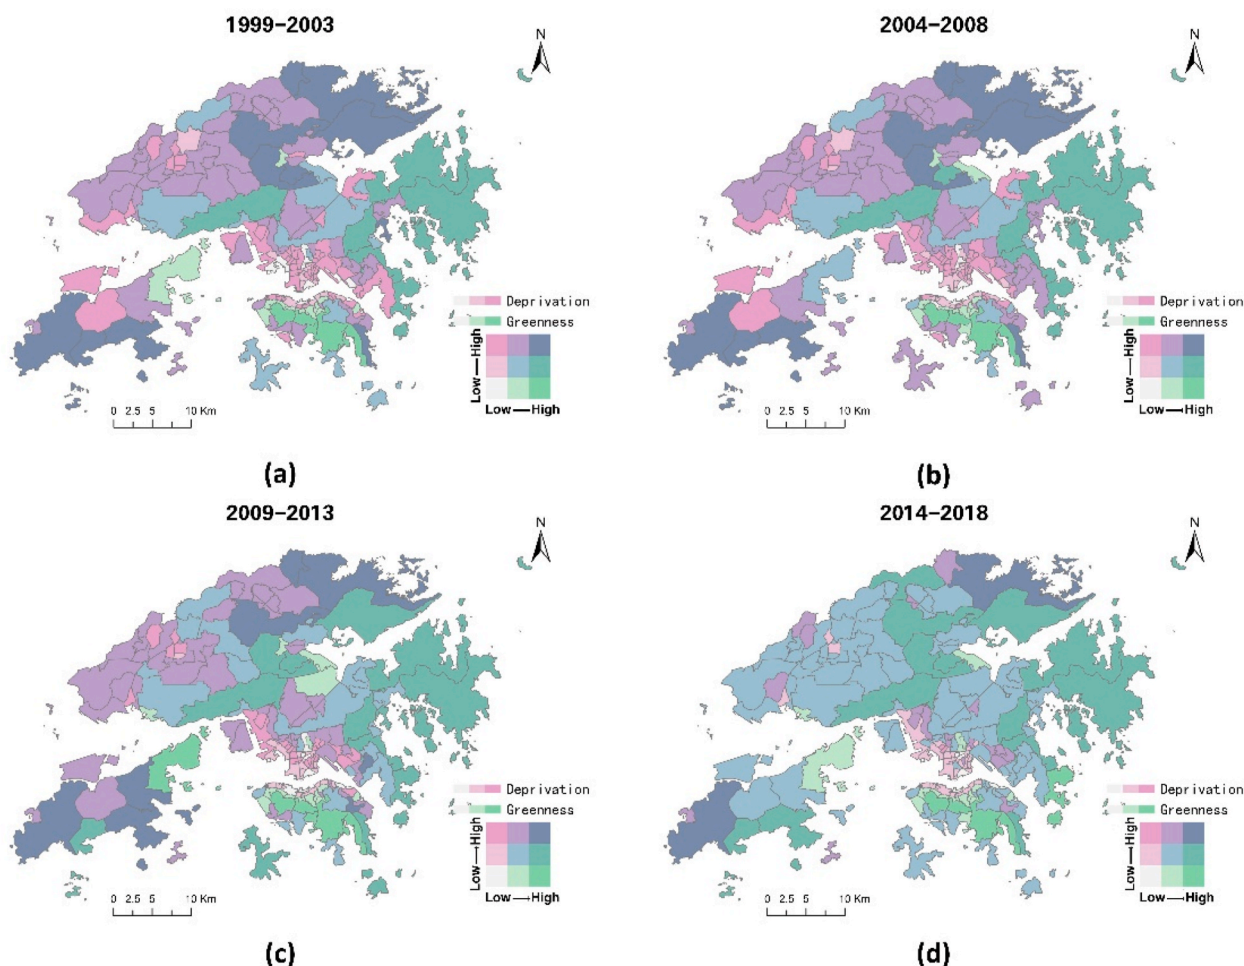 1999–2003
N
Deprivation
Greenness
Low — High
Low — High
0 2.5 5 10 Km
(a)
2004–2008
N
Deprivation
Greenness
Low — High
Low — High
0 2.5 5 10 Km
(b)
2009–2013
N
Deprivation
Greenness
Low — High
Low → High
0 2.5 5 10 Km
(c)
2014–2018
N
Deprivation
Greenness
Low — High
Low → High
0 2.5 5 10 Km
(d)